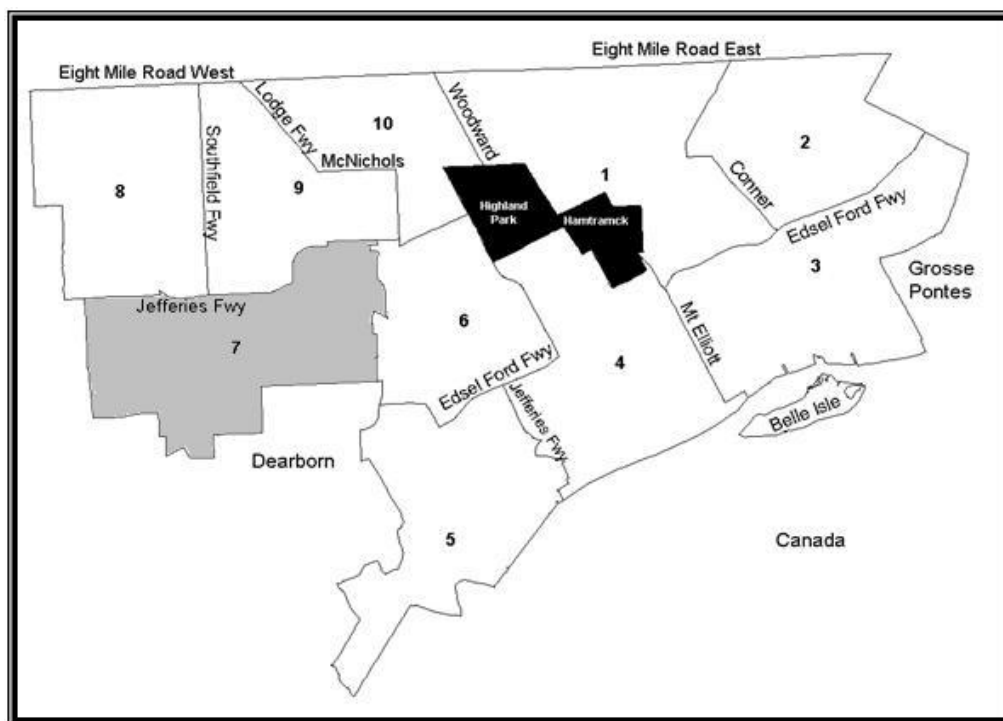 Eight Mile Road East
Eight Mile Road West
Lodge Fwy
Woodward
10
McNichols
2
Southfield Fwy
8
9
1
Conner
Highland
Park
Hamtramck
Edsel Ford Fwy
3
Grosse
Pontes
Jefferies Fwy
6
7
Mt Elliott
4
Edsel Ford Fwy
Jefferies Fwy
Belle Isle
Dearborn
5
Canada